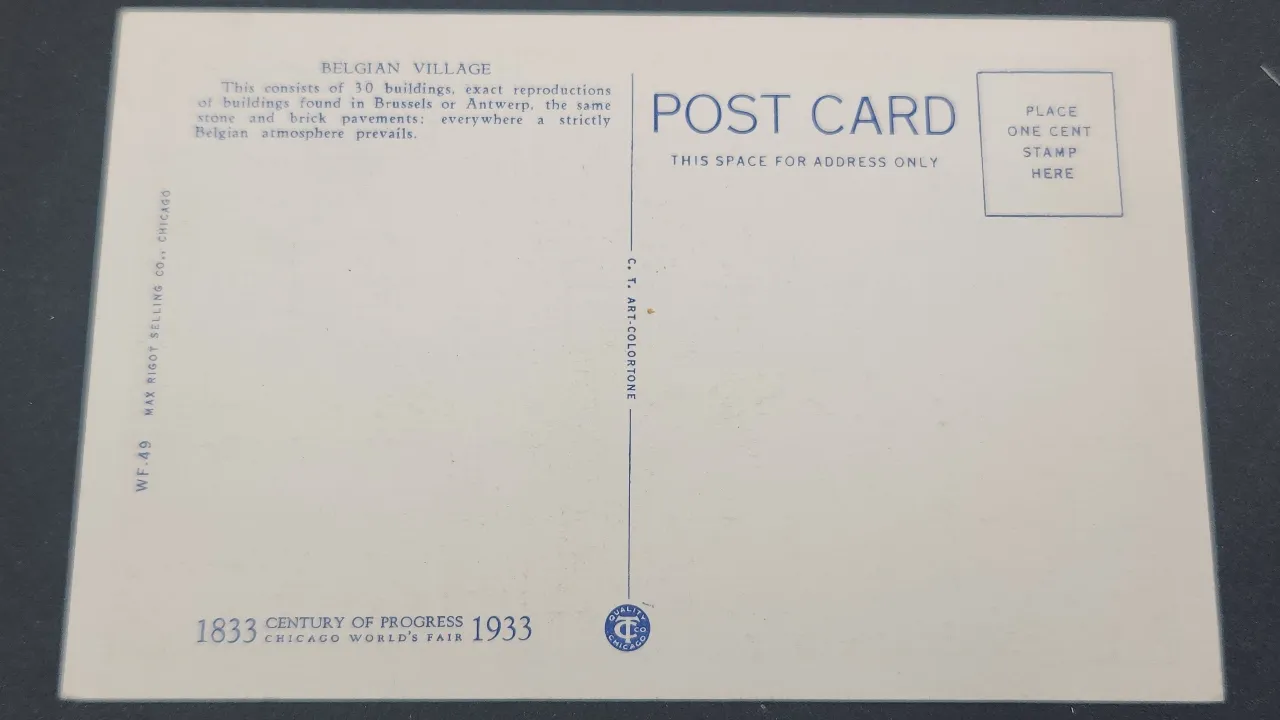 BELGIAN VILLAGE
This consists of 30 buildings, exact reproductions
of buildings found in Brussels or Antwerp, the same
stone and brick pavements: everywhere a strictly
Belgian atmosphere prevails.
POST CARD
THIS SPACE FOR ADDRESS ONLY
PLACE
ONE CENT
STAMP
HERE
WF.49 MAX RIGOT SELLING CO., CHICAGO
C. T. ART-COLORTONE
1833 CENTURY OF PROGRESS 1933
CHICAGO WORLD'S FAIR
QUALITY
CT CO
CHICAGO